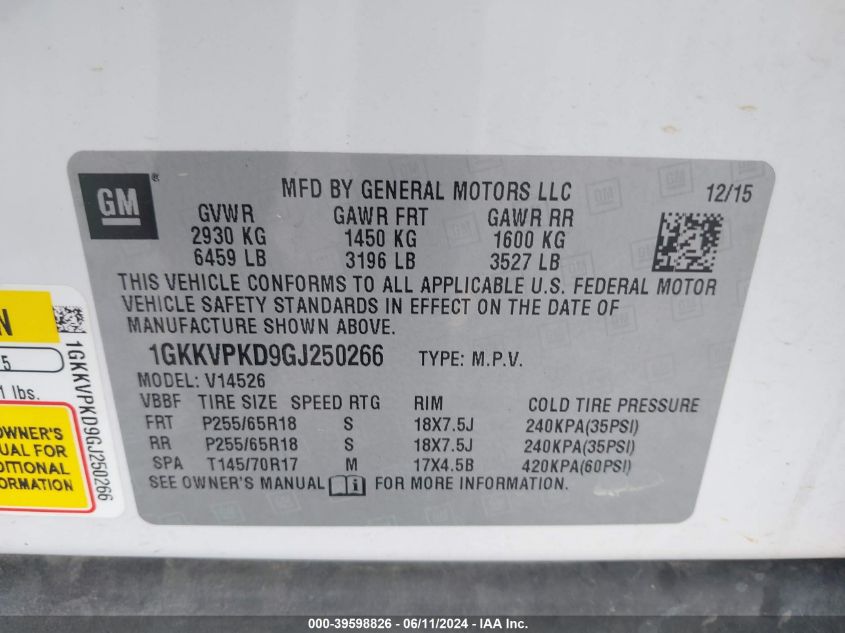 GM ®
MFD BY GENERAL MOTORS LLC 12/15
GVWR GAWR FRT GAWR RR
2930 KG 1450 KG 1600 KG
6459 LB 3196 LB 3527 LB
THIS VEHICLE CONFORMS TO ALL APPLICABLE U.S. FEDERAL MOTOR
VEHICLE SAFETY STANDARDS IN EFFECT ON THE DATE OF
MANUFACTURE SHOWN ABOVE.
1GKKVPKD9GJ250266 TYPE: M.P.V.
MODEL: V14526
VBBF TIRE SIZE SPEED RTG RIM COLD TIRE PRESSURE
FRT P255/65R18 S 18X7.5J 240KPA(35PSI)
RR P255/65R18 S 18X7.5J 240KPA(35PSI)
SPA T145/70R17 M 17X4.5B 420KPA(60PSI)
SEE OWNER'S MANUAL i FOR MORE INFORMATION.
N
5
lbs.
OWNER'S
UAL FOR
DITIONAL
ORMATION
1GKKVPKD9GJ250266
000-39598826 / 06/11/2024 - IAA Inc.